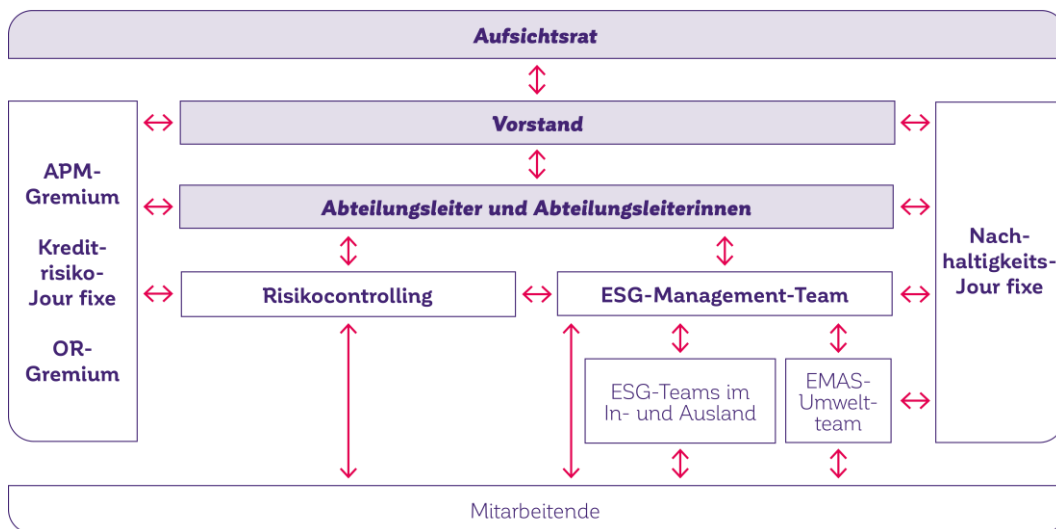 Aufsichtsrat
Vorstand
APM-
Gremium
Kredit-
risiko-
Jour fixe
OR-
Gremium
Abteilungsleiter und Abteilungsleiterinnen
Risikocontrolling
ESG-Management-Team
ESG-Teams im
In- und Ausland
EMAS-
Umwelt-
team
Nach-
haltigkeits-
Jour fixe
Mitarbeitende